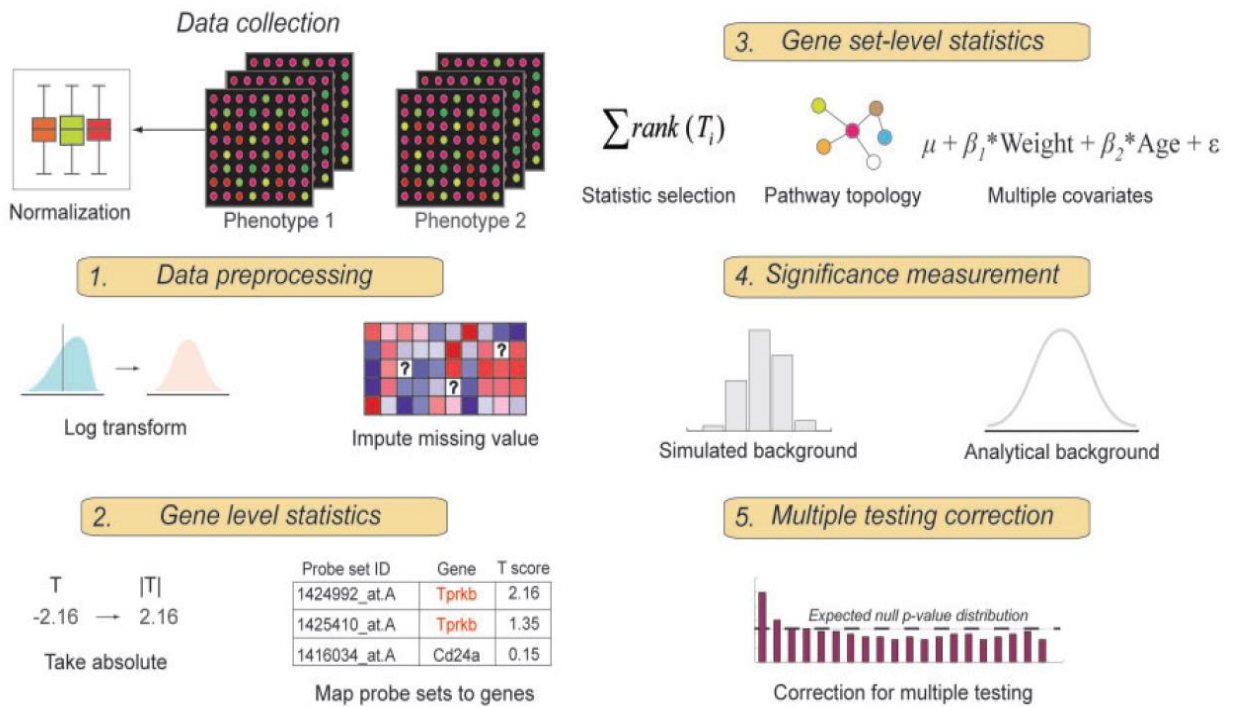 Data collection
Normalization
Phenotype 1
Phenotype 2
1. Data preprocessing
Log transform
?
?
?
Impute missing value
2. Gene level statistics
T |T|
-2.16 → 2.16
Take absolute
Probe set ID Gene T score
1424992_at.A Tprkb 2.16
1425410_at.A Tprkb 1.35
1416034_at.A Cd24a 0.15
Map probe sets to genes
3. Gene set-level statistics
∑rank (Tᵢ)
Statistic selection
Pathway topology
μ + β₁*Weight + β₂*Age + ε
Multiple covariates
4. Significance measurement
Simulated background
Analytical background
5. Multiple testing correction
Expected null p-value distribution
Correction for multiple testing